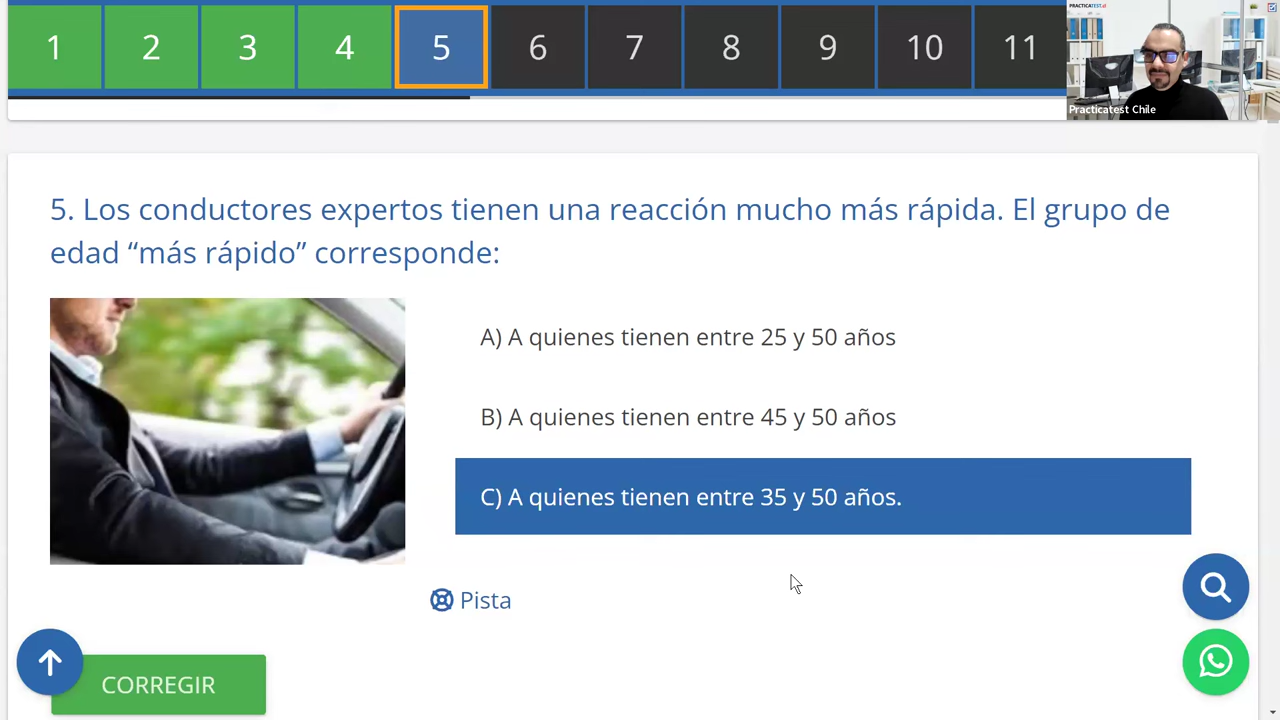 1 2 3 4 5 6 7 8 9 10 11
PRACTICATEST.cl
Practicatest Chile
5. Los conductores expertos tienen una reacción mucho más rápida. El grupo de
edad “más rápido” corresponde:
A) A quienes tienen entre 25 y 50 años
B) A quienes tienen entre 45 y 50 años
C) A quienes tienen entre 35 y 50 años.
Pista
CORREGIR